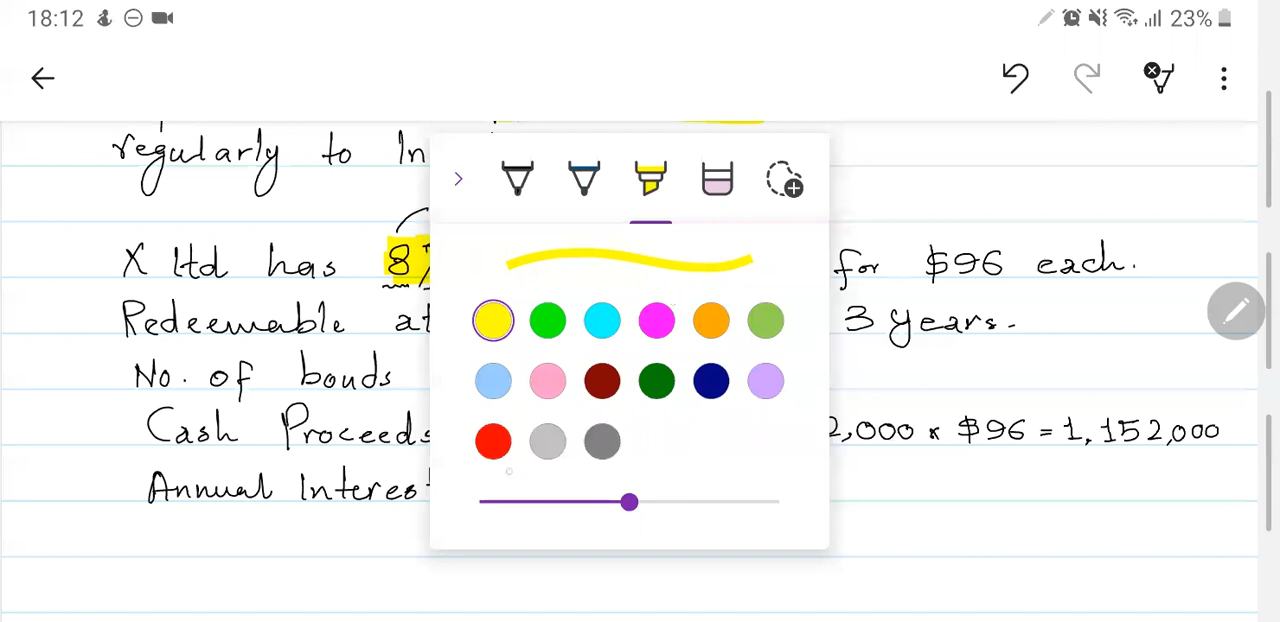 18:12 23%
regularly to In
X ltd has 8% for $96 each.
Redeemable at 3 years.
No. of bonds
Cash Proceeds 2,000 × $96 = 1,152,000
Annual Interes